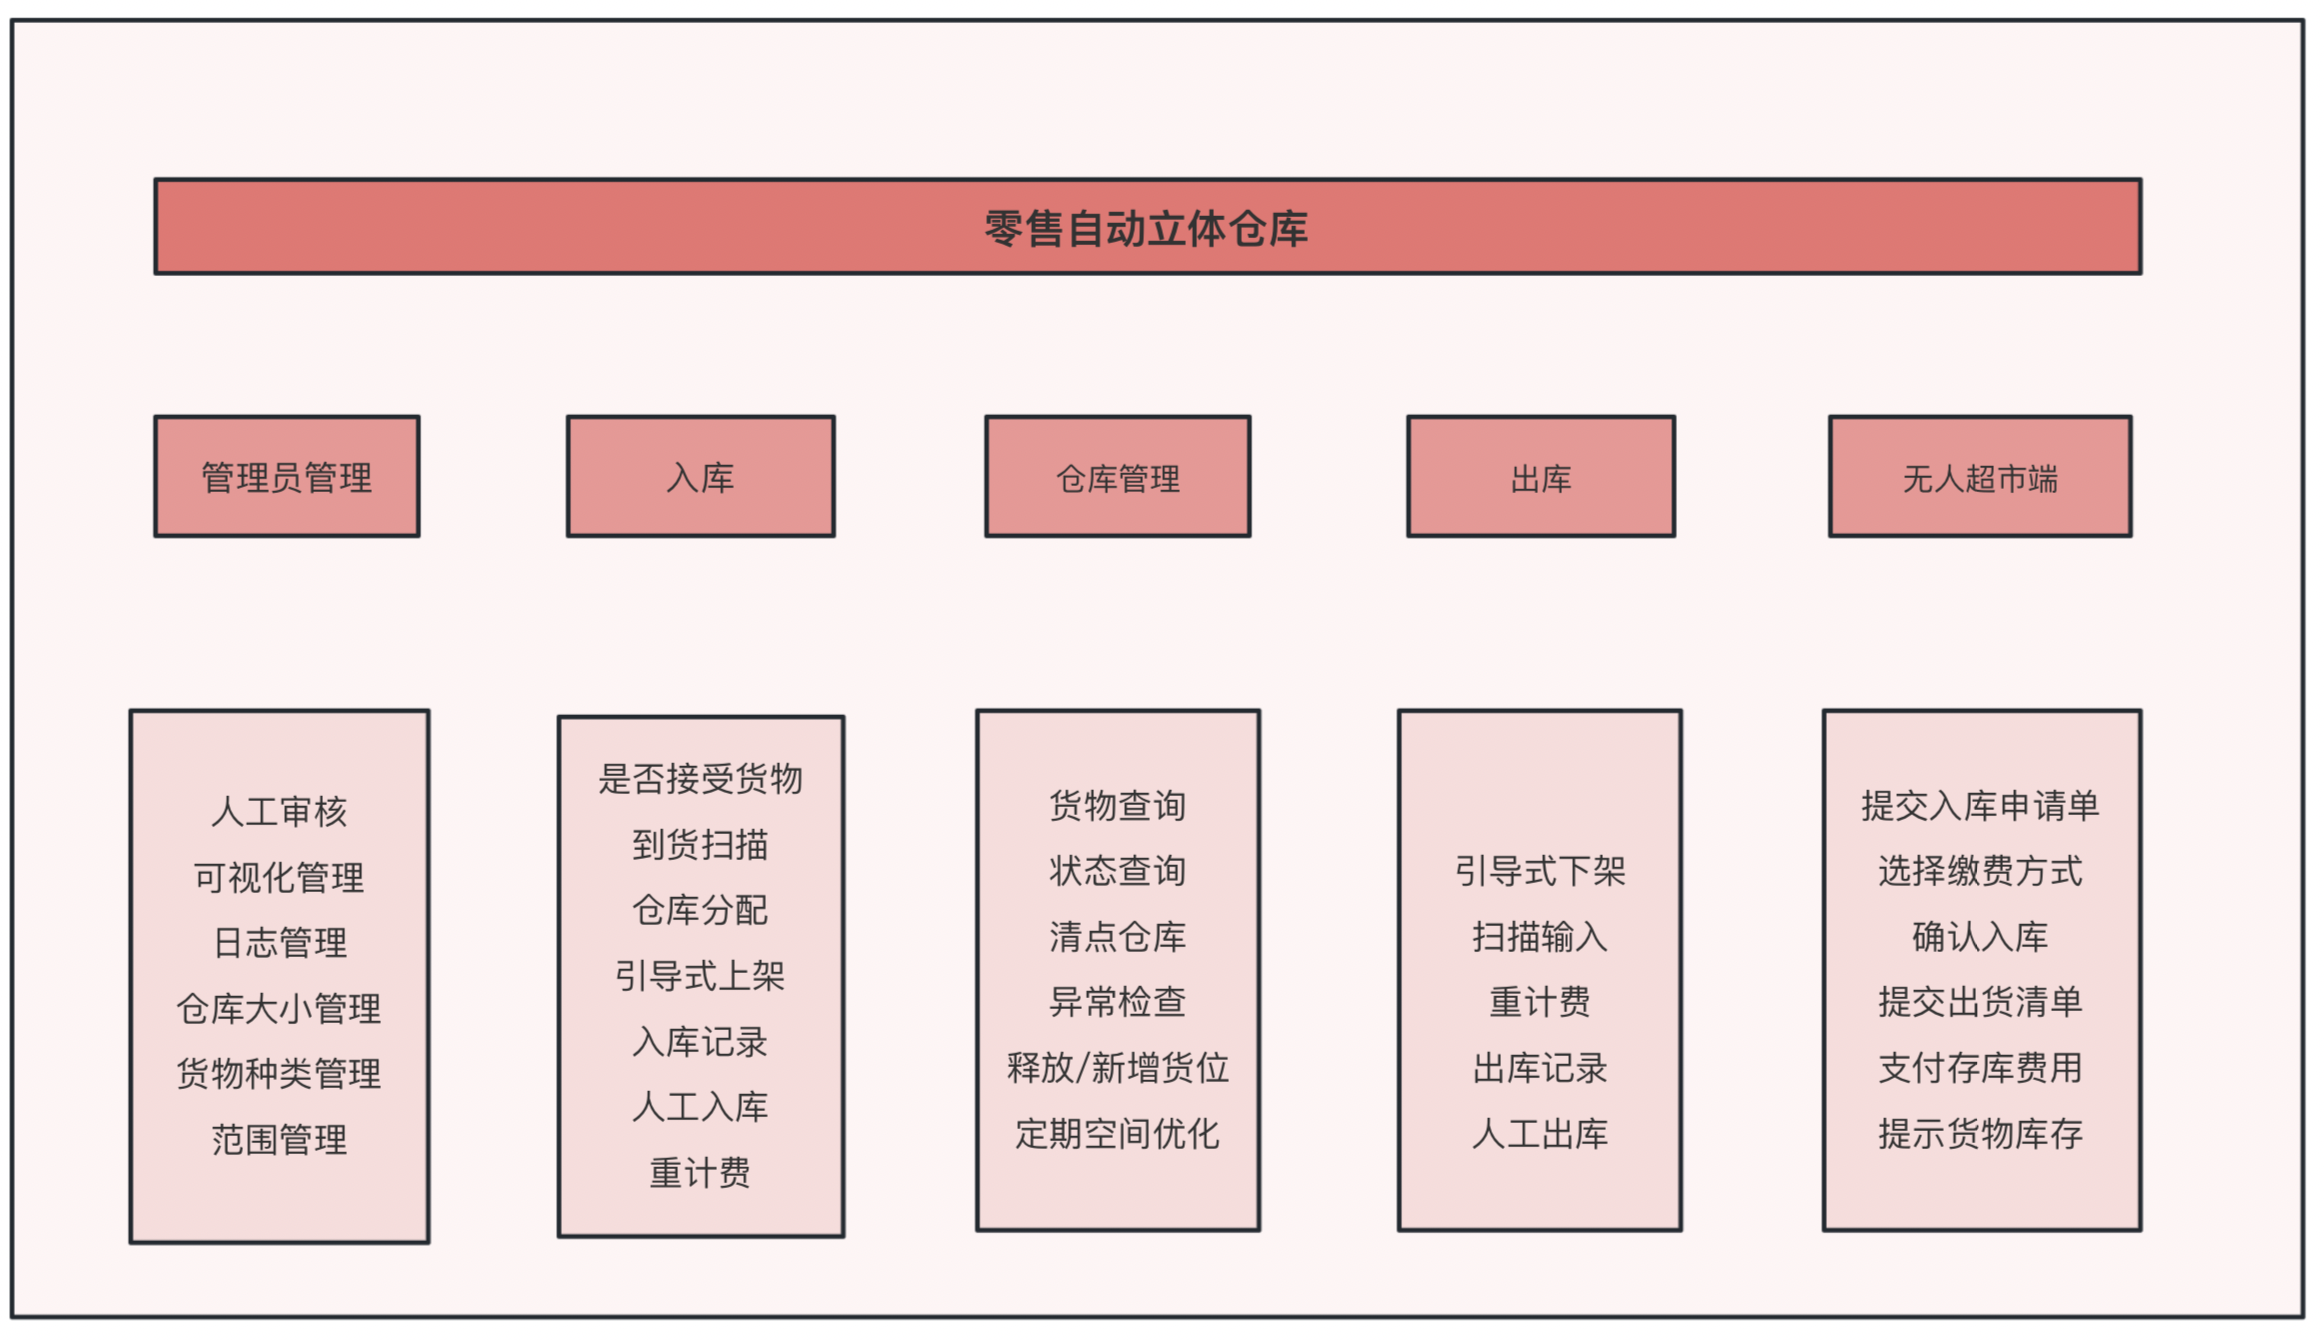 零售自动立体仓库
管理员管理
入库
仓库管理
出库
无人超市端
人工审核
可视化管理
日志管理
仓库大小管理
货物种类管理
范围管理
是否接受货物
到货扫描
仓库分配
引导式上架
入库记录
人工入库
重计费
货物查询
状态查询
清点仓库
异常检查
释放/新增货位
定期空间优化
引导式下架
扫描输入
重计费
出库记录
人工出库
提交入库申请单
选择缴费方式
确认入库
提交出货清单
支付存库费用
提示货物库存